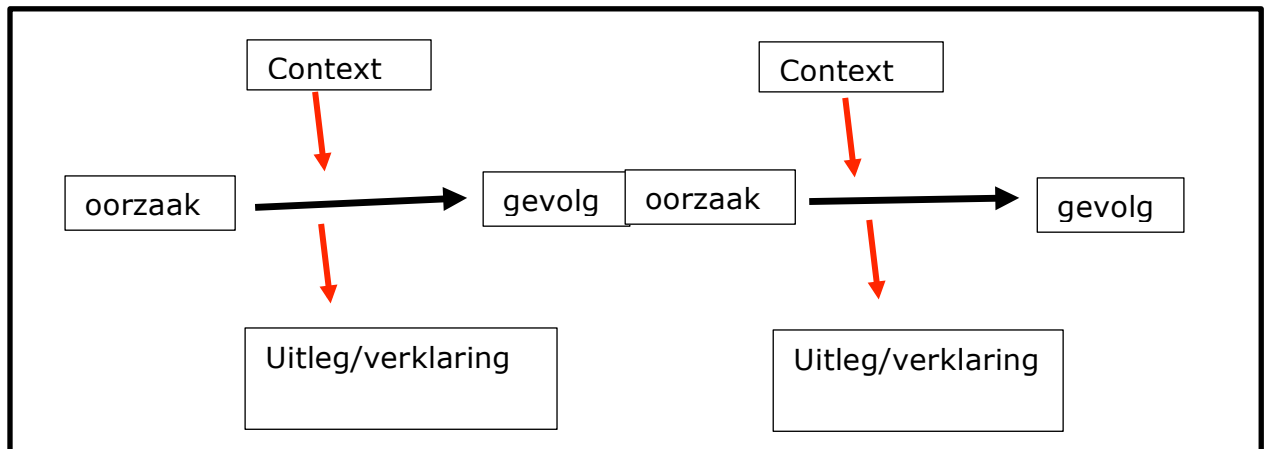 Context
Context
oorzaak
gevolg
oorzaak
gevolg
Uitleg/verklaring
Uitleg/verklaring